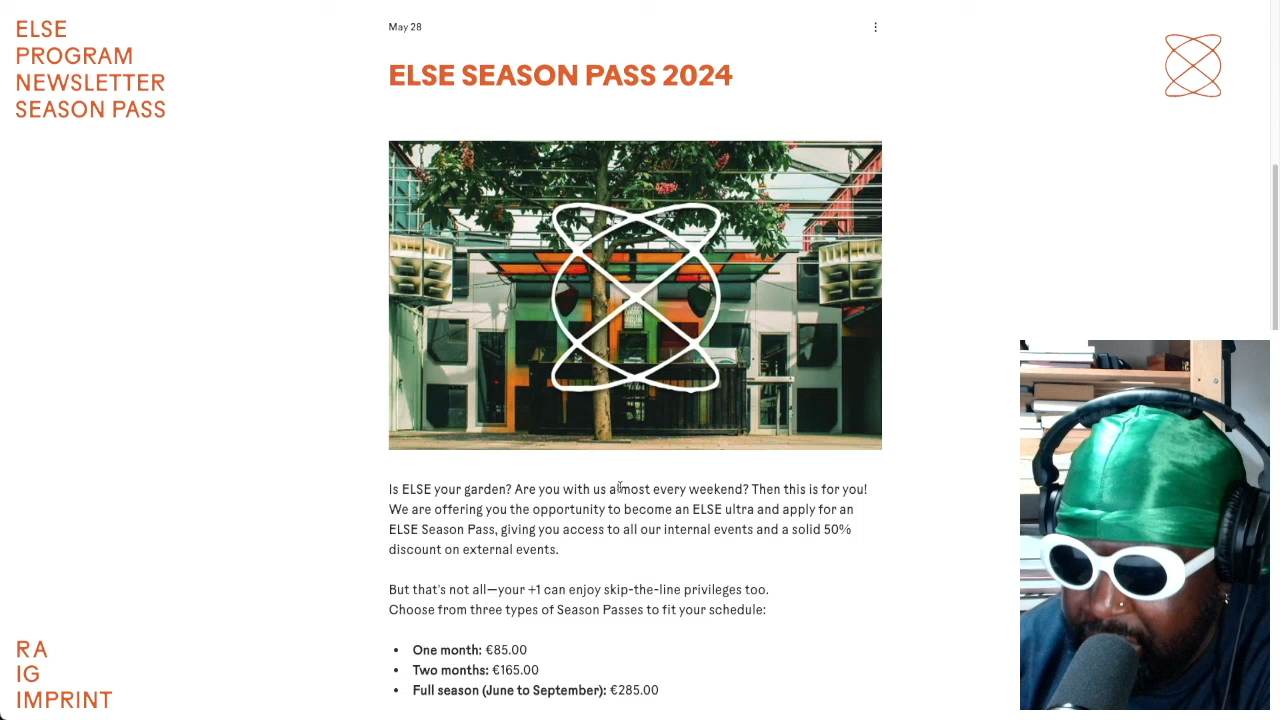 ELSE
PROGRAM
NEWSLETTER
SEASON PASS
May 28
ELSE SEASON PASS 2024
Is ELSE your garden? Are you with us almost every weekend? Then this is for you!
We are offering you the opportunity to become an ELSE ultra and apply for an
ELSE Season Pass, giving you access to all our internal events and a solid 50%
discount on external events.
But that's not all—your +1 can enjoy skip-the-line privileges too.
Choose from three types of Season Passes to fit your schedule:
• One month: €85.00
• Two months: €165.00
• Full season (June to September): €285.00
RA
IG
IMPRINT